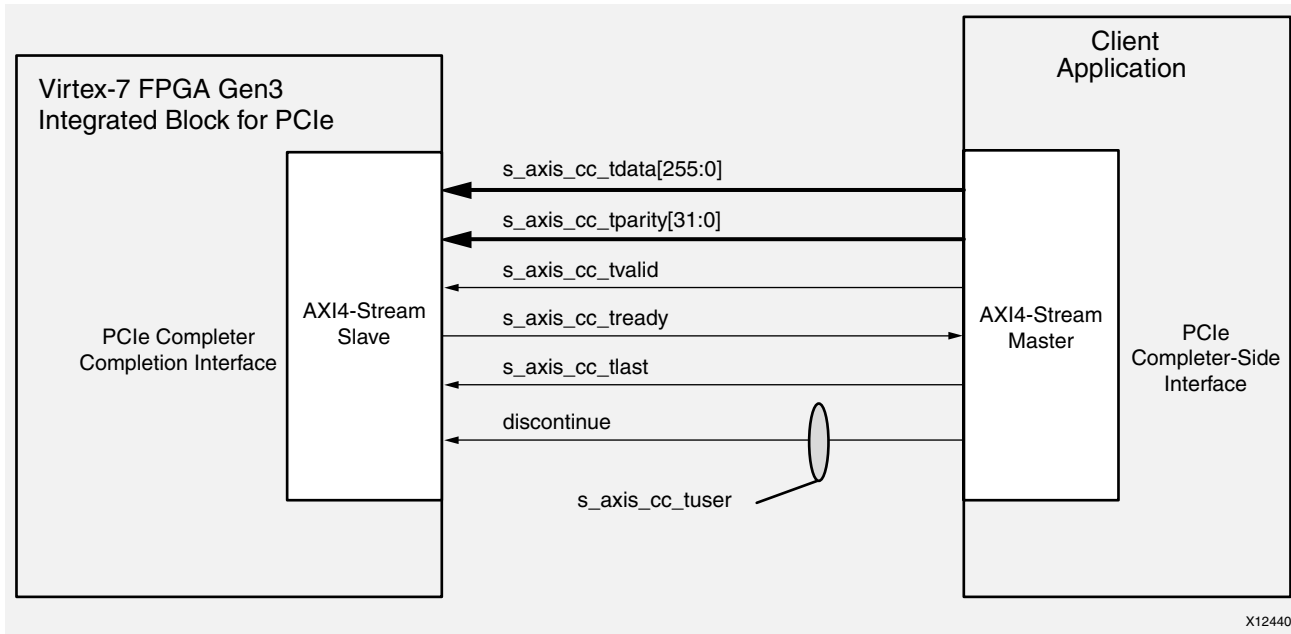 Client
Application
Virtex-7 FPGA Gen3
Integrated Block for PCIe
s_axis_cc_tdata[255:0]
s_axis_cc_tparity[31:0]
s_axis_cc_tvalid
AXI4-Stream
Slave
s_axis_cc_tready
AXI4-Stream
Master
PCIe Completer
Completion Interface
PCIe
Completer-Side
Interface
s_axis_cc_tlast
discontinue
s_axis_cc_tuser
X12440